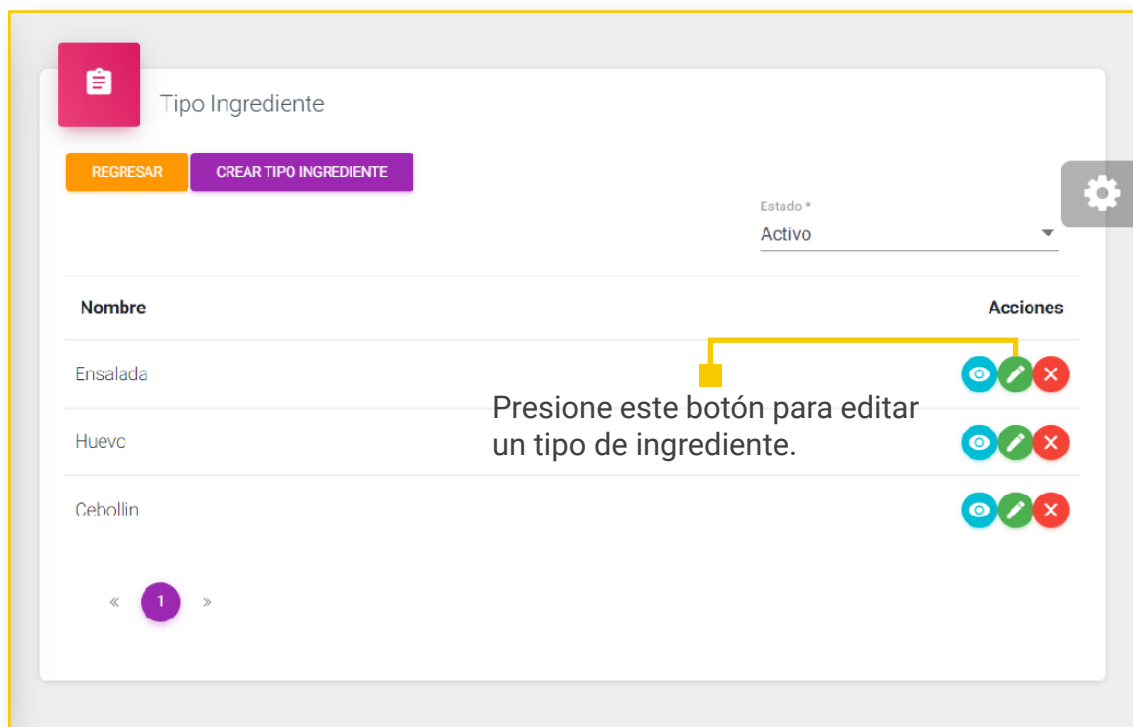 Tipo Ingrediente
REGRESAR CREAR TIPO INGREDIENTE
Estado *
Activo
Nombre Acciones
Ensalada
Presione este botón para editar
un tipo de ingrediente.
Huevo
Cebollin
« 1 »